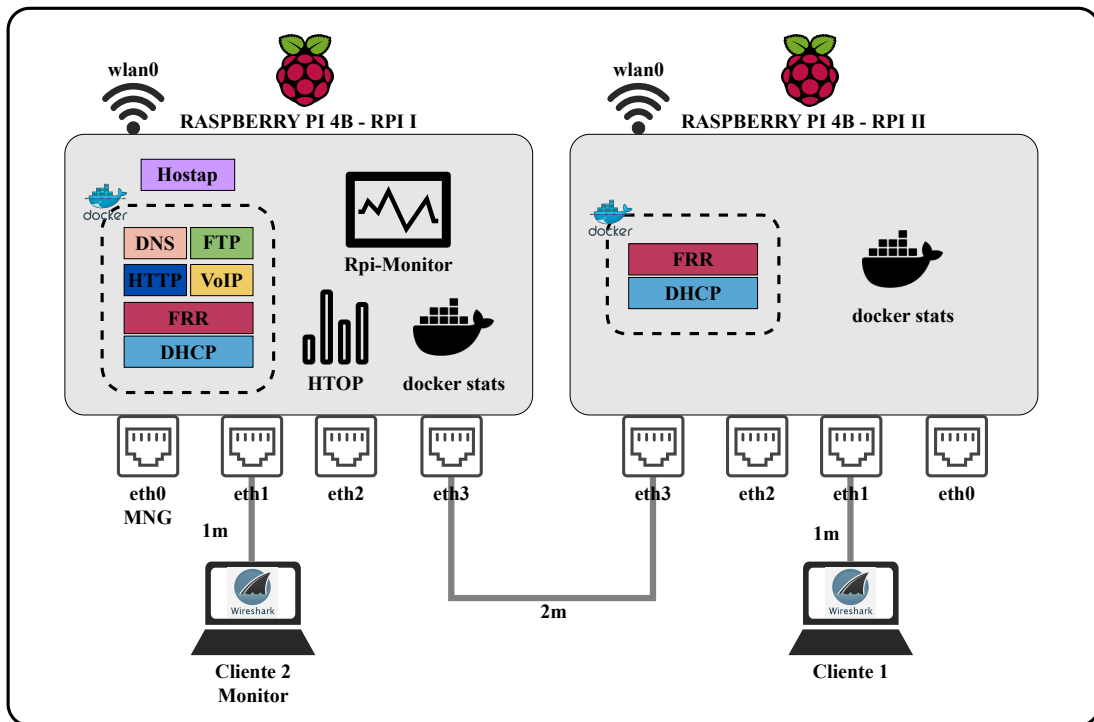 wlan0
RASPBERRY PI 4B - RPI I
Hostap
docker
DNS
FTP
HTTP
VoIP
FRR
DHCP
Rpi-Monitor
HTOP
docker stats
eth0
MNG
eth1
eth2
eth3
1m
Wireshark
Cliente 2
Monitor
2m
wlan0
RASPBERRY PI 4B - RPI II
docker
FRR
DHCP
docker stats
eth3
eth2
eth1
eth0
1m
Wireshark
Cliente 1